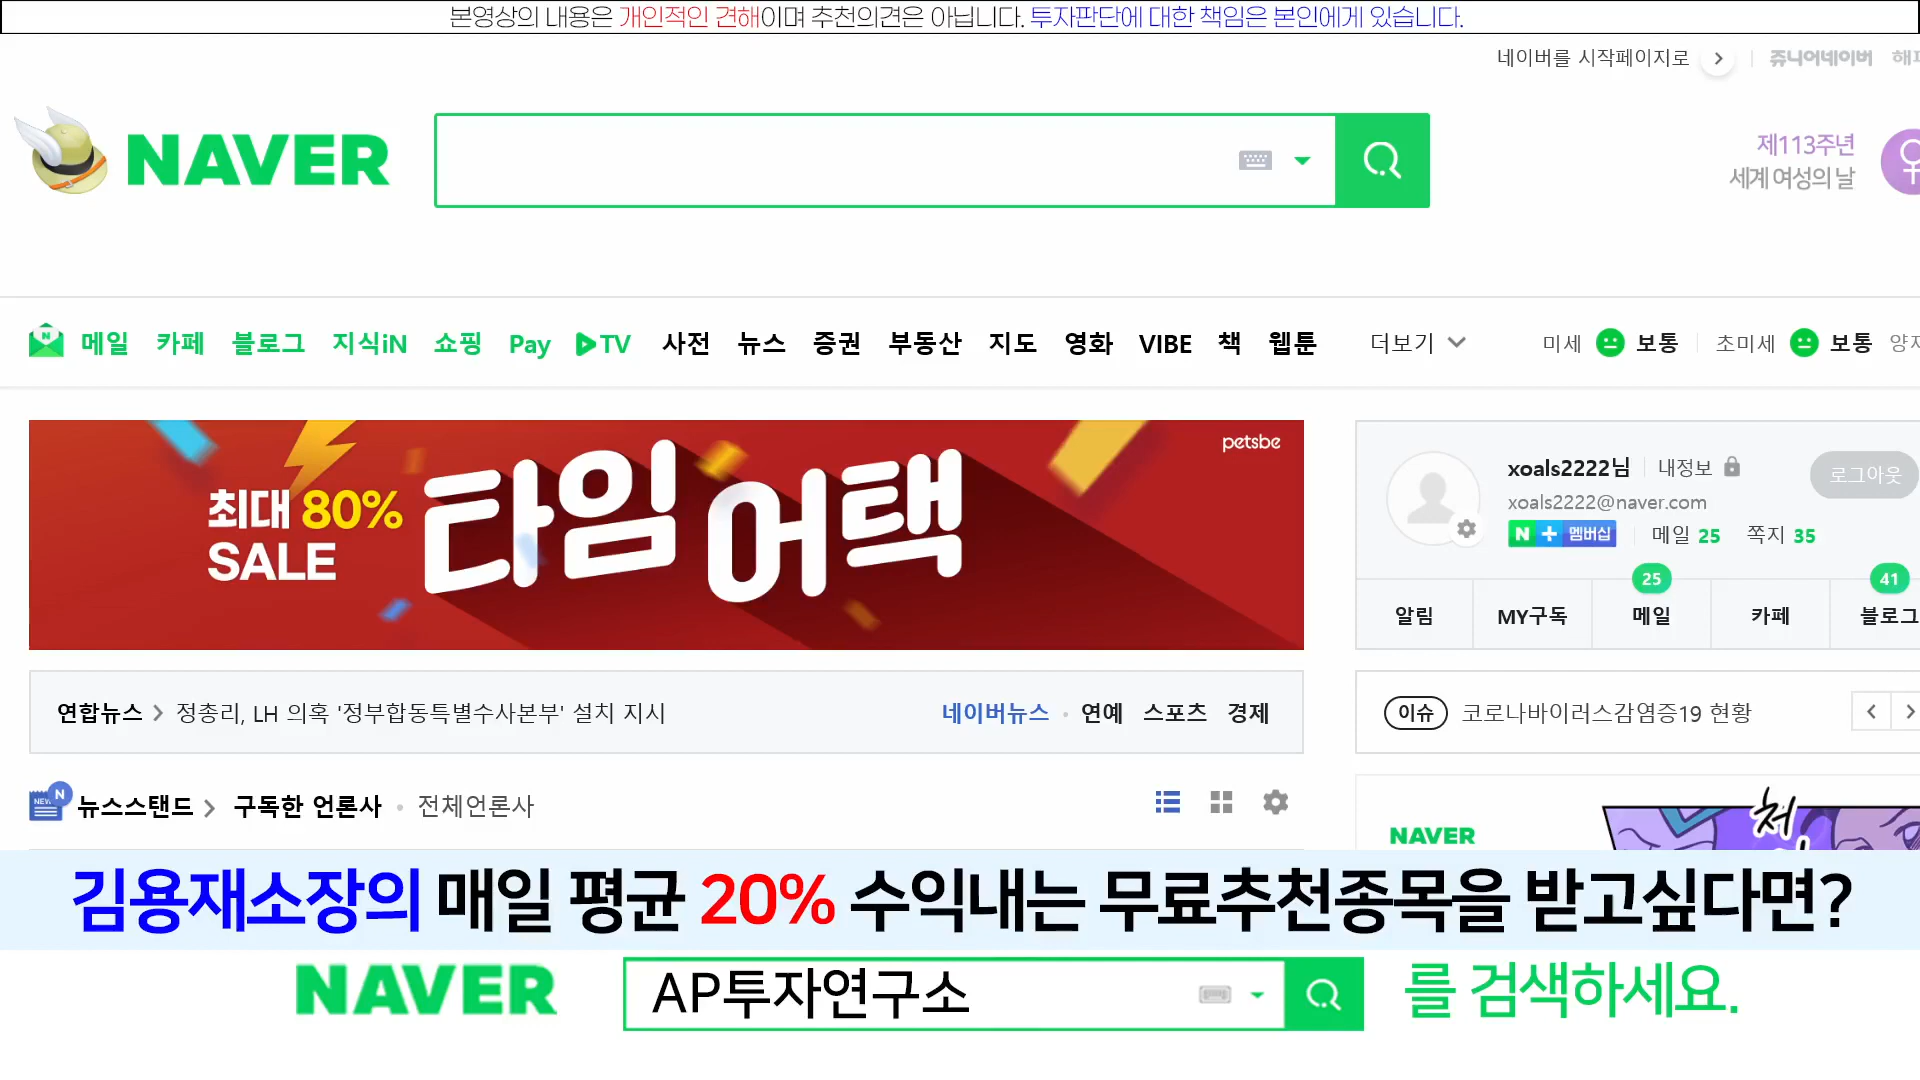 본영상의 내용은 개인적인 견해이며 추천의견은 아닙니다. 투자판단에 대한 책임은 본인에게 있습니다.
네이버를 시작페이지로 쥬니어네이버 해피
NAVER
제113주년
세계 여성의 날
메일 카페 블로그 지식iN 쇼핑 Pay TV 사전 뉴스 증권 부동산 지도 영화 VIBE 책 웹툰 더보기 미세 보통 초미세 보통
petsbe
최대 80%
SALE
타임어택
xoals2222님 내정보 로그아웃
xoals2222@naver.com
N + 멤버십 메일 25 쪽지 35
25 41
알림 MY구독 메일 카페 블로그
연합뉴스 > 정총리, LH 의혹 '정부합동특별수사본부' 설치 지시 네이버뉴스 · 연예 스포츠 경제
이슈 코로나바이러스감염증19 현황
NEW N 뉴스스탠드 > 구독한 언론사 · 전체언론사
NAVER 쳐
김용재소장의 매일 평균 20% 수익내는 무료추천종목을 받고싶다면?
NAVER AP투자연구소 를 검색하세요.